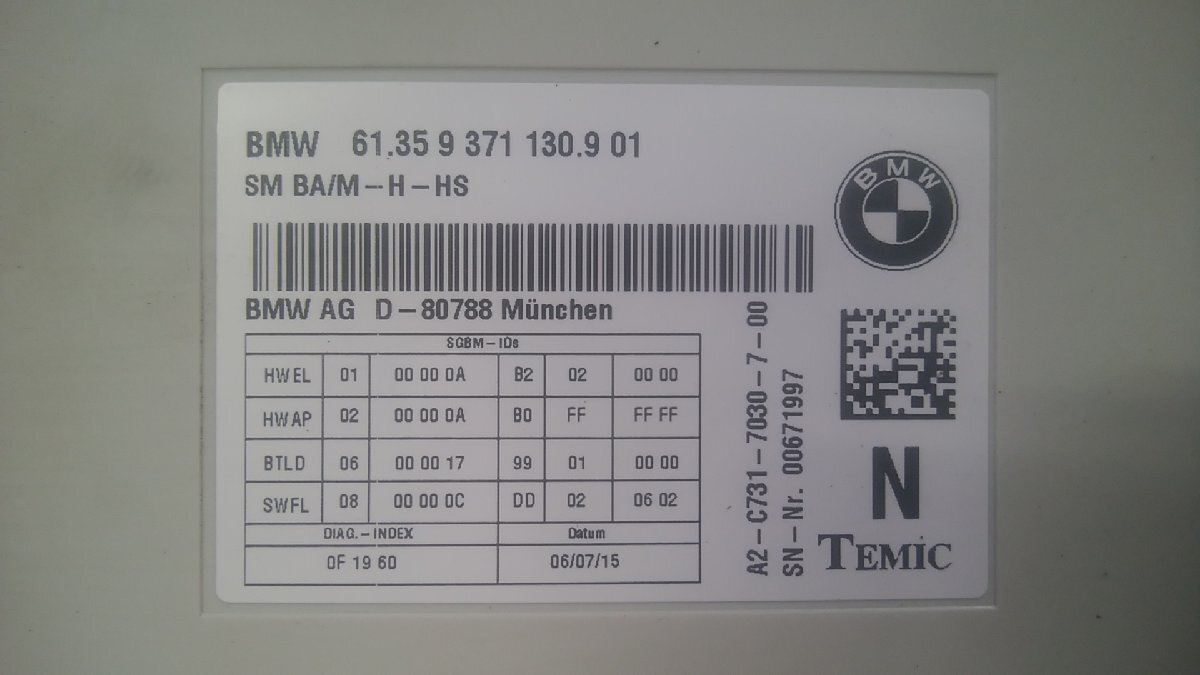 BMW 61.35 9 371 130.9 01
SM BA/M-H-HS
BMW
BMW AG D-80788 München
SGBM-IDs
HWEL 01 00 00 0A B2 02 00 00
HWAP 02 00 00 0A B0 FF FF FF
BTLD 06 00 00 17 99 01 00 00
SWFL 08 00 00 0C DD 02 06 02
DIAG.-INDEX Datum
0F 19 60 06/07/15
A2-C731-7030-7-00
SN-Nr. 00671997
N
TEMIC